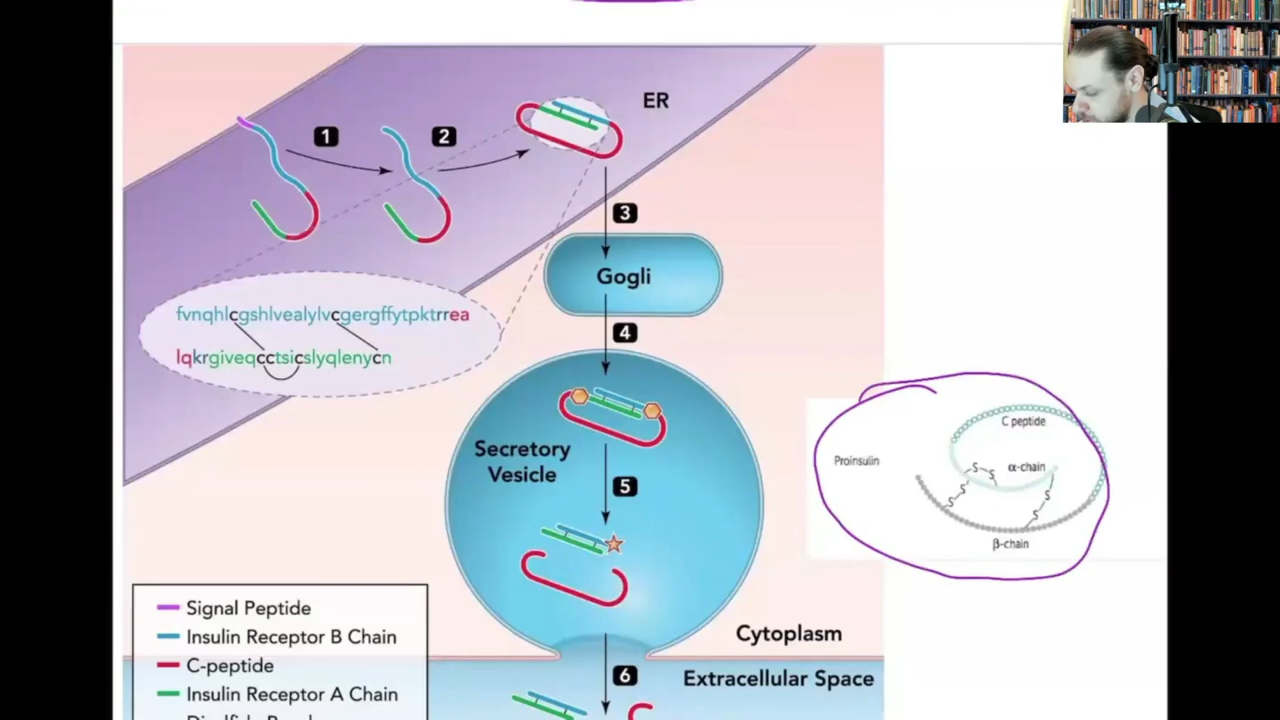 ER
1
2
3
Gogli
fvnqhlcgshlvealylvcgergffytpktrrea
lqkrgiveqcctsicslyqlenycn
4
Secretory
Vesicle
5
C peptide
Proinsulin
α-chain
S
S
S
S
S
S
β-chain
Signal Peptide
Insulin Receptor B Chain
C-peptide
Insulin Receptor A Chain
Cytoplasm
6
Extracellular Space